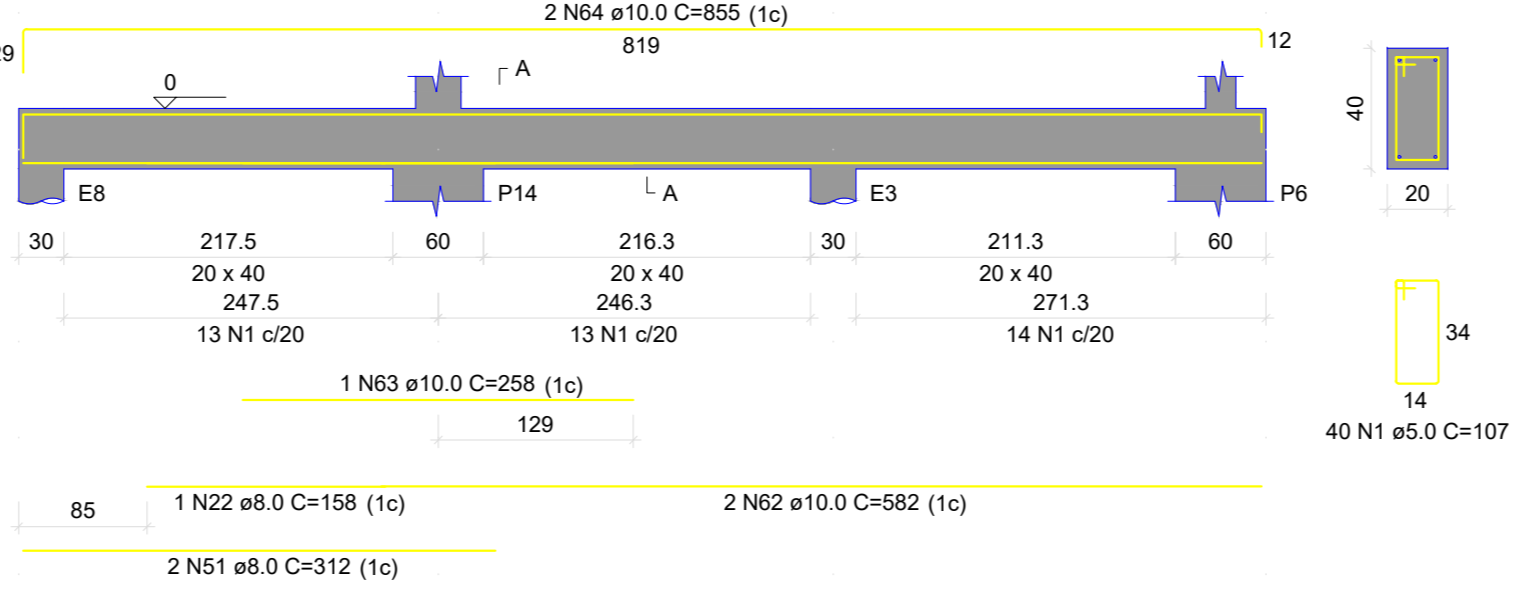 2 N64 ø10.0 C=855 (1c)
819
12
A
0
40
E8
P14
A
E3
P6
20
30
217.5
60
216.3
30
211.3
60
20 x 40
20 x 40
20 x 40
247.5
246.3
271.3
13 N1 c/20
13 N1 c/20
14 N1 c/20
34
1 N63 ø10.0 C=258 (1c)
14
129
40 N1 ø5.0 C=107
85
1 N22 ø8.0 C=158 (1c)
2 N62 ø10.0 C=582 (1c)
2 N51 ø8.0 C=312 (1c)